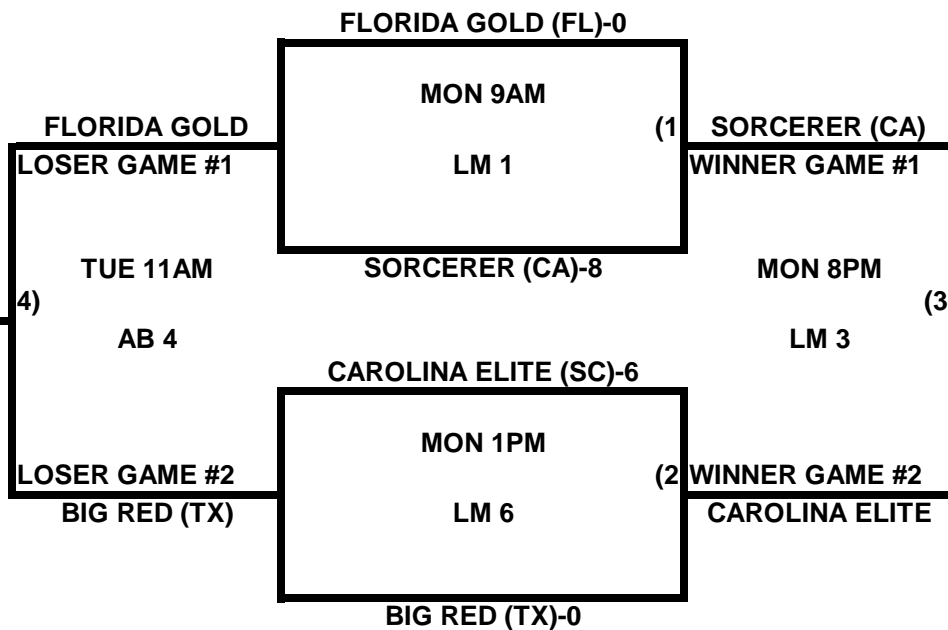 FLORIDA GOLD (FL)-0
MON 9AM
FLORIDA GOLD
(1
SORCERER (CA)
LOSER GAME #1
LM 1
WINNER GAME #1
SORCERER (CA)-8
TUE 11AM
MON 8PM
4)
(3
AB 4
LM 3
CAROLINA ELITE (SC)-6
MON 1PM
LOSER GAME #2
(2
WINNER GAME #2
BIG RED (TX)
LM 6
CAROLINA ELITE
BIG RED (TX)-0